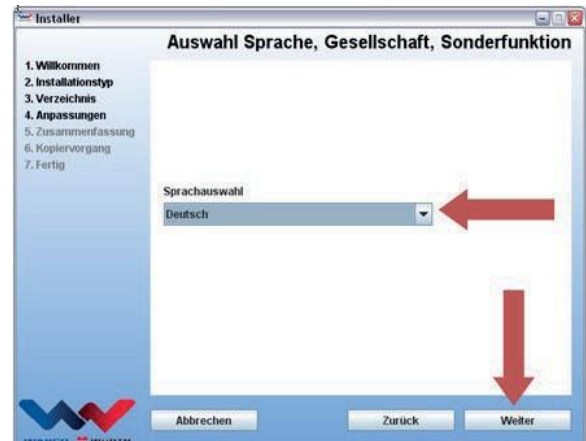 Installer
Auswahl Sprache, Gesellschaft, Sonderfunktion
1. Willkommen
2. Installationstyp
3. Verzeichnis
4. Anpassungen
5. Zusammenfassung
6. Kopiervorgang
7. Fertig
Sprachauswahl
Deutsch
Abbrechen
Zurück
Weiter